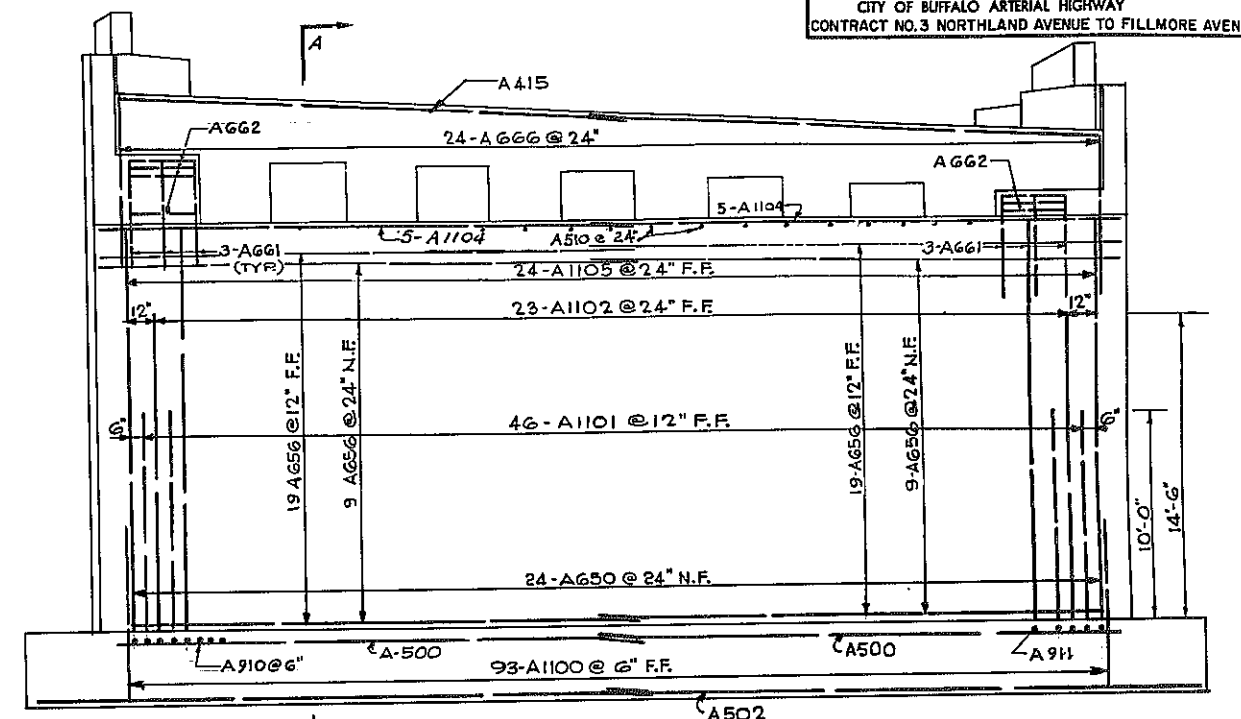 CITY OF BUFFALO ARTERIAL HIGHWAY
CONTRACT NO.3 NORTHLAND AVENUE TO FILLMORE AVEN
A
A415
A662
24-A666 @ 24"
A662
5-A1104
5-A1104
A510 @ 24"
3-A661
(TYP.)
3-A661
24-A1105 @ 24" F.F.
12"
23-A1102 @ 24" F.F.
12"
19 A656 @ 12" F.F.
9 A656 @ 24" N.F.
19-A656 @ 12" F.F.
9-A656 @ 24" N.F.
6"
46-A1101 @ 12" F.F.
6"
10'-0"
14'-6"
24-A650 @ 24" N.F.
A910 @ 6"
A-500
A500
A911
93-A1100 @ 6" F.F.
A502